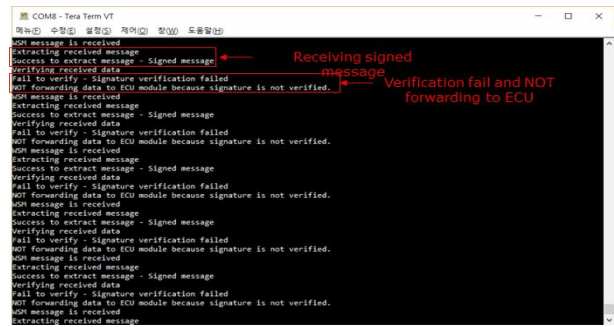 COM8 - Tera Term VT
메뉴(F) 수정(E) 설정(S) 제어(O) 창(W) 도움말(H)
WSM message is received
Extracting received message
Success to extract message - Signed message
Verifying received data
Fail to verify - Signature verification failed
NOT forwarding data to ECU module because signature is not verified.
WSM message is received
Extracting received message
Success to extract message - Signed message
Verifying received data
Fail to verify - Signature verification failed
NOT forwarding data to ECU module because signature is not verified.
WSM message is received
Extracting received message
Success to extract message - Signed message
Verifying received data
Fail to verify - Signature verification failed
NOT forwarding data to ECU module because signature is not verified.
WSM message is received
Extracting received message
Success to extract message - Signed message
Verifying received data
Fail to verify - Signature verification failed
NOT forwarding data to ECU module because signature is not verified.
WSM message is received
Extracting received message
Success to extract message - Signed message
Verifying received data
Fail to verify - Signature verification failed
NOT forwarding data to ECU module because signature is not verified.
WSM message is received
Extracting received message
Receiving signed
message
Verification fail and NOT
forwarding to ECU